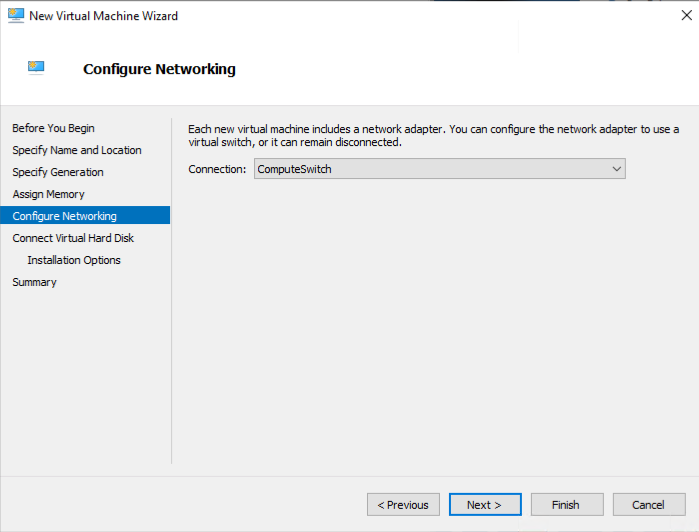 New Virtual Machine Wizard
Configure Networking
Before You Begin
Specify Name and Location
Specify Generation
Assign Memory
Configure Networking
Connect Virtual Hard Disk
Installation Options
Summary
Each new virtual machine includes a network adapter. You can configure the network adapter to use a
virtual switch, or it can remain disconnected.
Connection: ComputeSwitch
< Previous Next > Finish Cancel